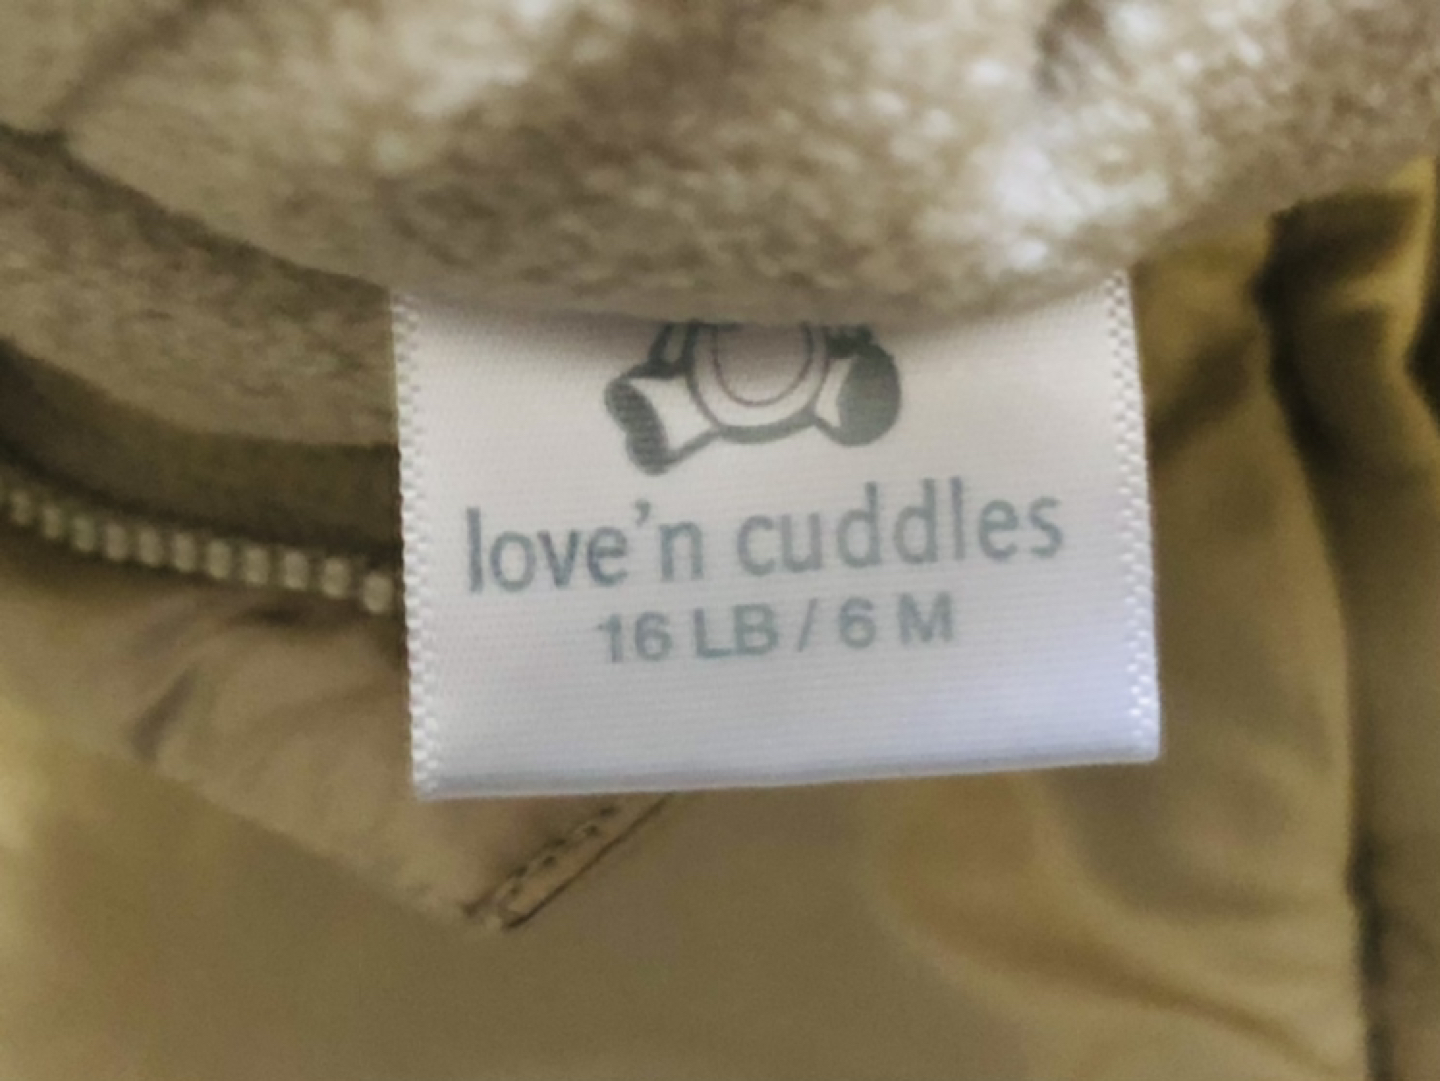 love'n cuddles
16 LB / 6 M